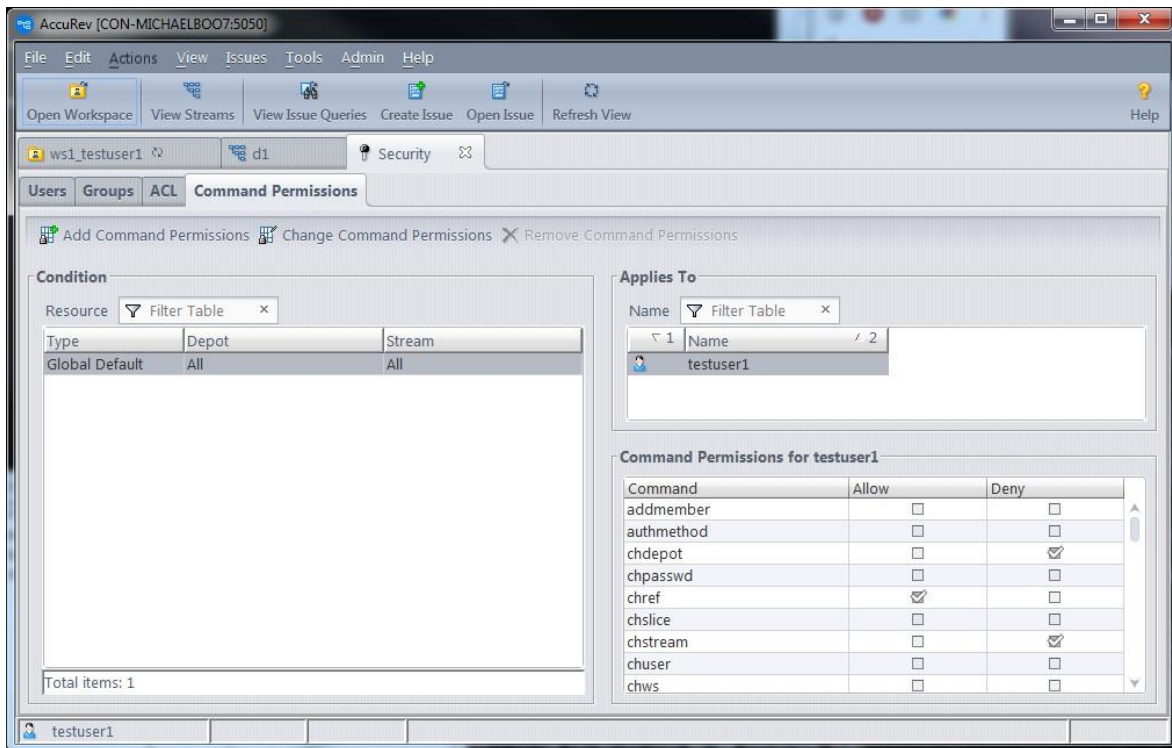 AccuRev [CON-MICHAELBOO7:5050]
File Edit Actions View Issues Tools Admin Help
Open Workspace View Streams View Issue Queries Create Issue Open Issue Refresh View Help
ws1_testuser1 d1 Security
Users Groups ACL Command Permissions
Add Command Permissions Change Command Permissions Remove Command Permissions
Condition
Resource Filter Table
Type Depot Stream
Global Default All All
Total items: 1
Applies To
Name Filter Table
1 Name 2
testuser1
Command Permissions for testuser1
Command Allow Deny
addmember
authmethod
chdepot
chpasswd
chref
chslice
chstream
chuser
chws
testuser1